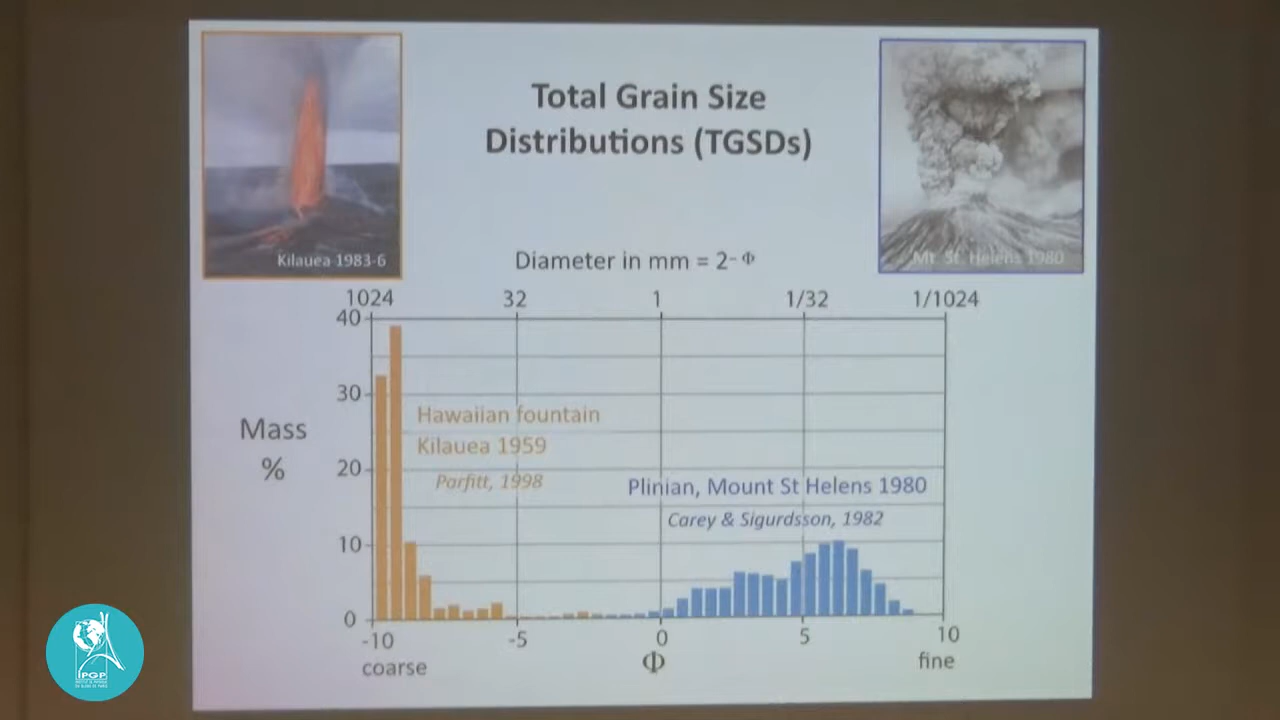 Total Grain Size
Distributions (TGSDs)
Kilauea 1983-6
Mt. St. Helens 1980
Diameter in mm = 2^-Φ
1024 32 1 1/32 1/1024
40
30
20
10
0
Mass
%
Hawaiian fountain
Kilauea 1959
Parfitt, 1998
Plinian, Mount St Helens 1980
Carey & Sigurdsson, 1982
-10 -5 0 5 10
coarse Φ fine
IPGP